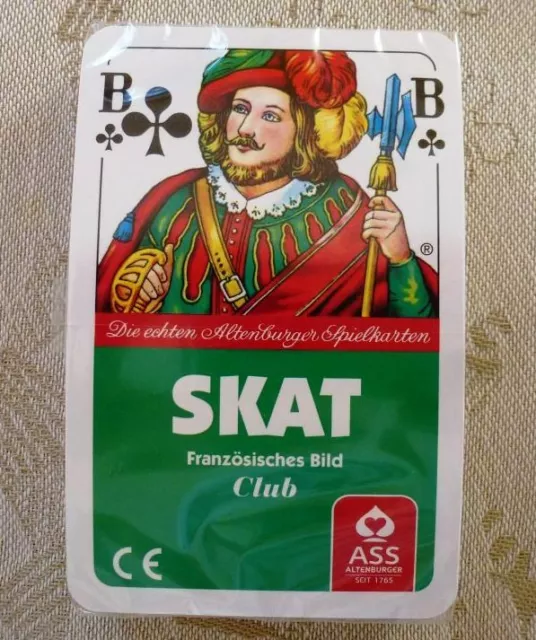 B B
®
Die echten Altenburger Spielkarten
SKAT
Französisches Bild
Club
CE
ASS
ALTENBURGER
SEIT 1765